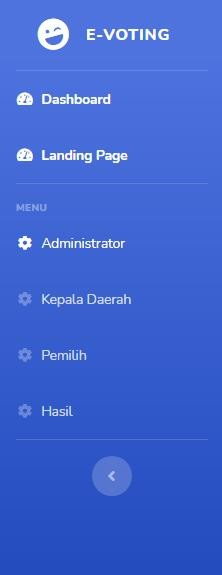 E-VOTING
Dashboard
Landing Page
MENU
Administrator
Kepala Daerah
Pemilih
Hasil